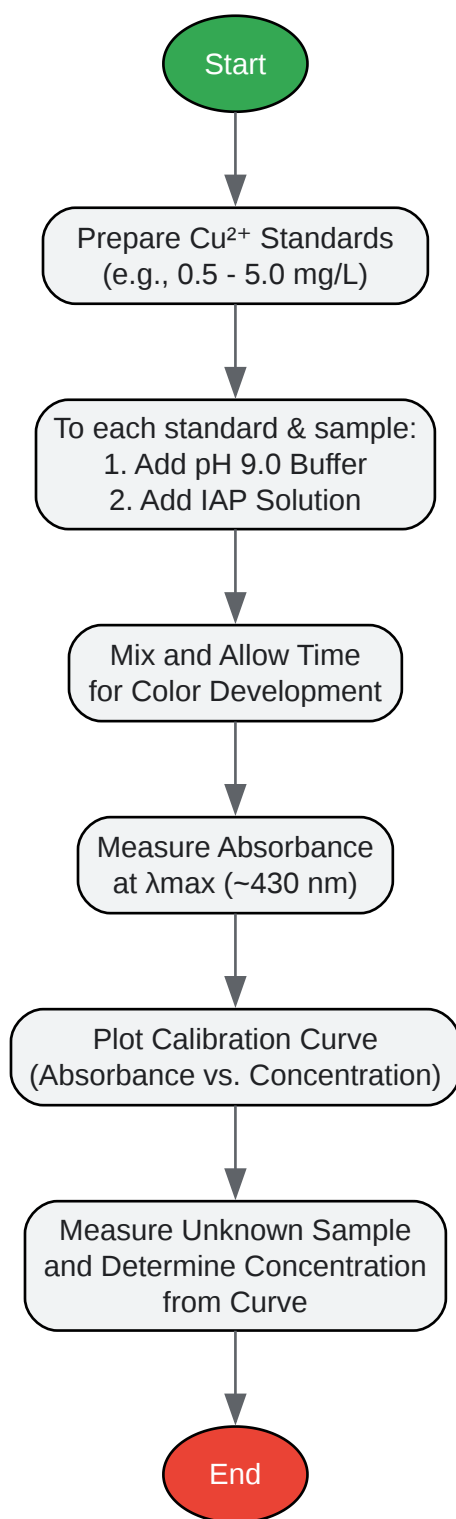 Start
Prepare Cu²⁺ Standards
(e.g., 0.5 - 5.0 mg/L)
To each standard & sample:
1. Add pH 9.0 Buffer
2. Add IAP Solution
Mix and Allow Time
for Color Development
Measure Absorbance
at λmax (~430 nm)
Plot Calibration Curve
(Absorbance vs. Concentration)
Measure Unknown Sample
and Determine Concentration
from Curve
End